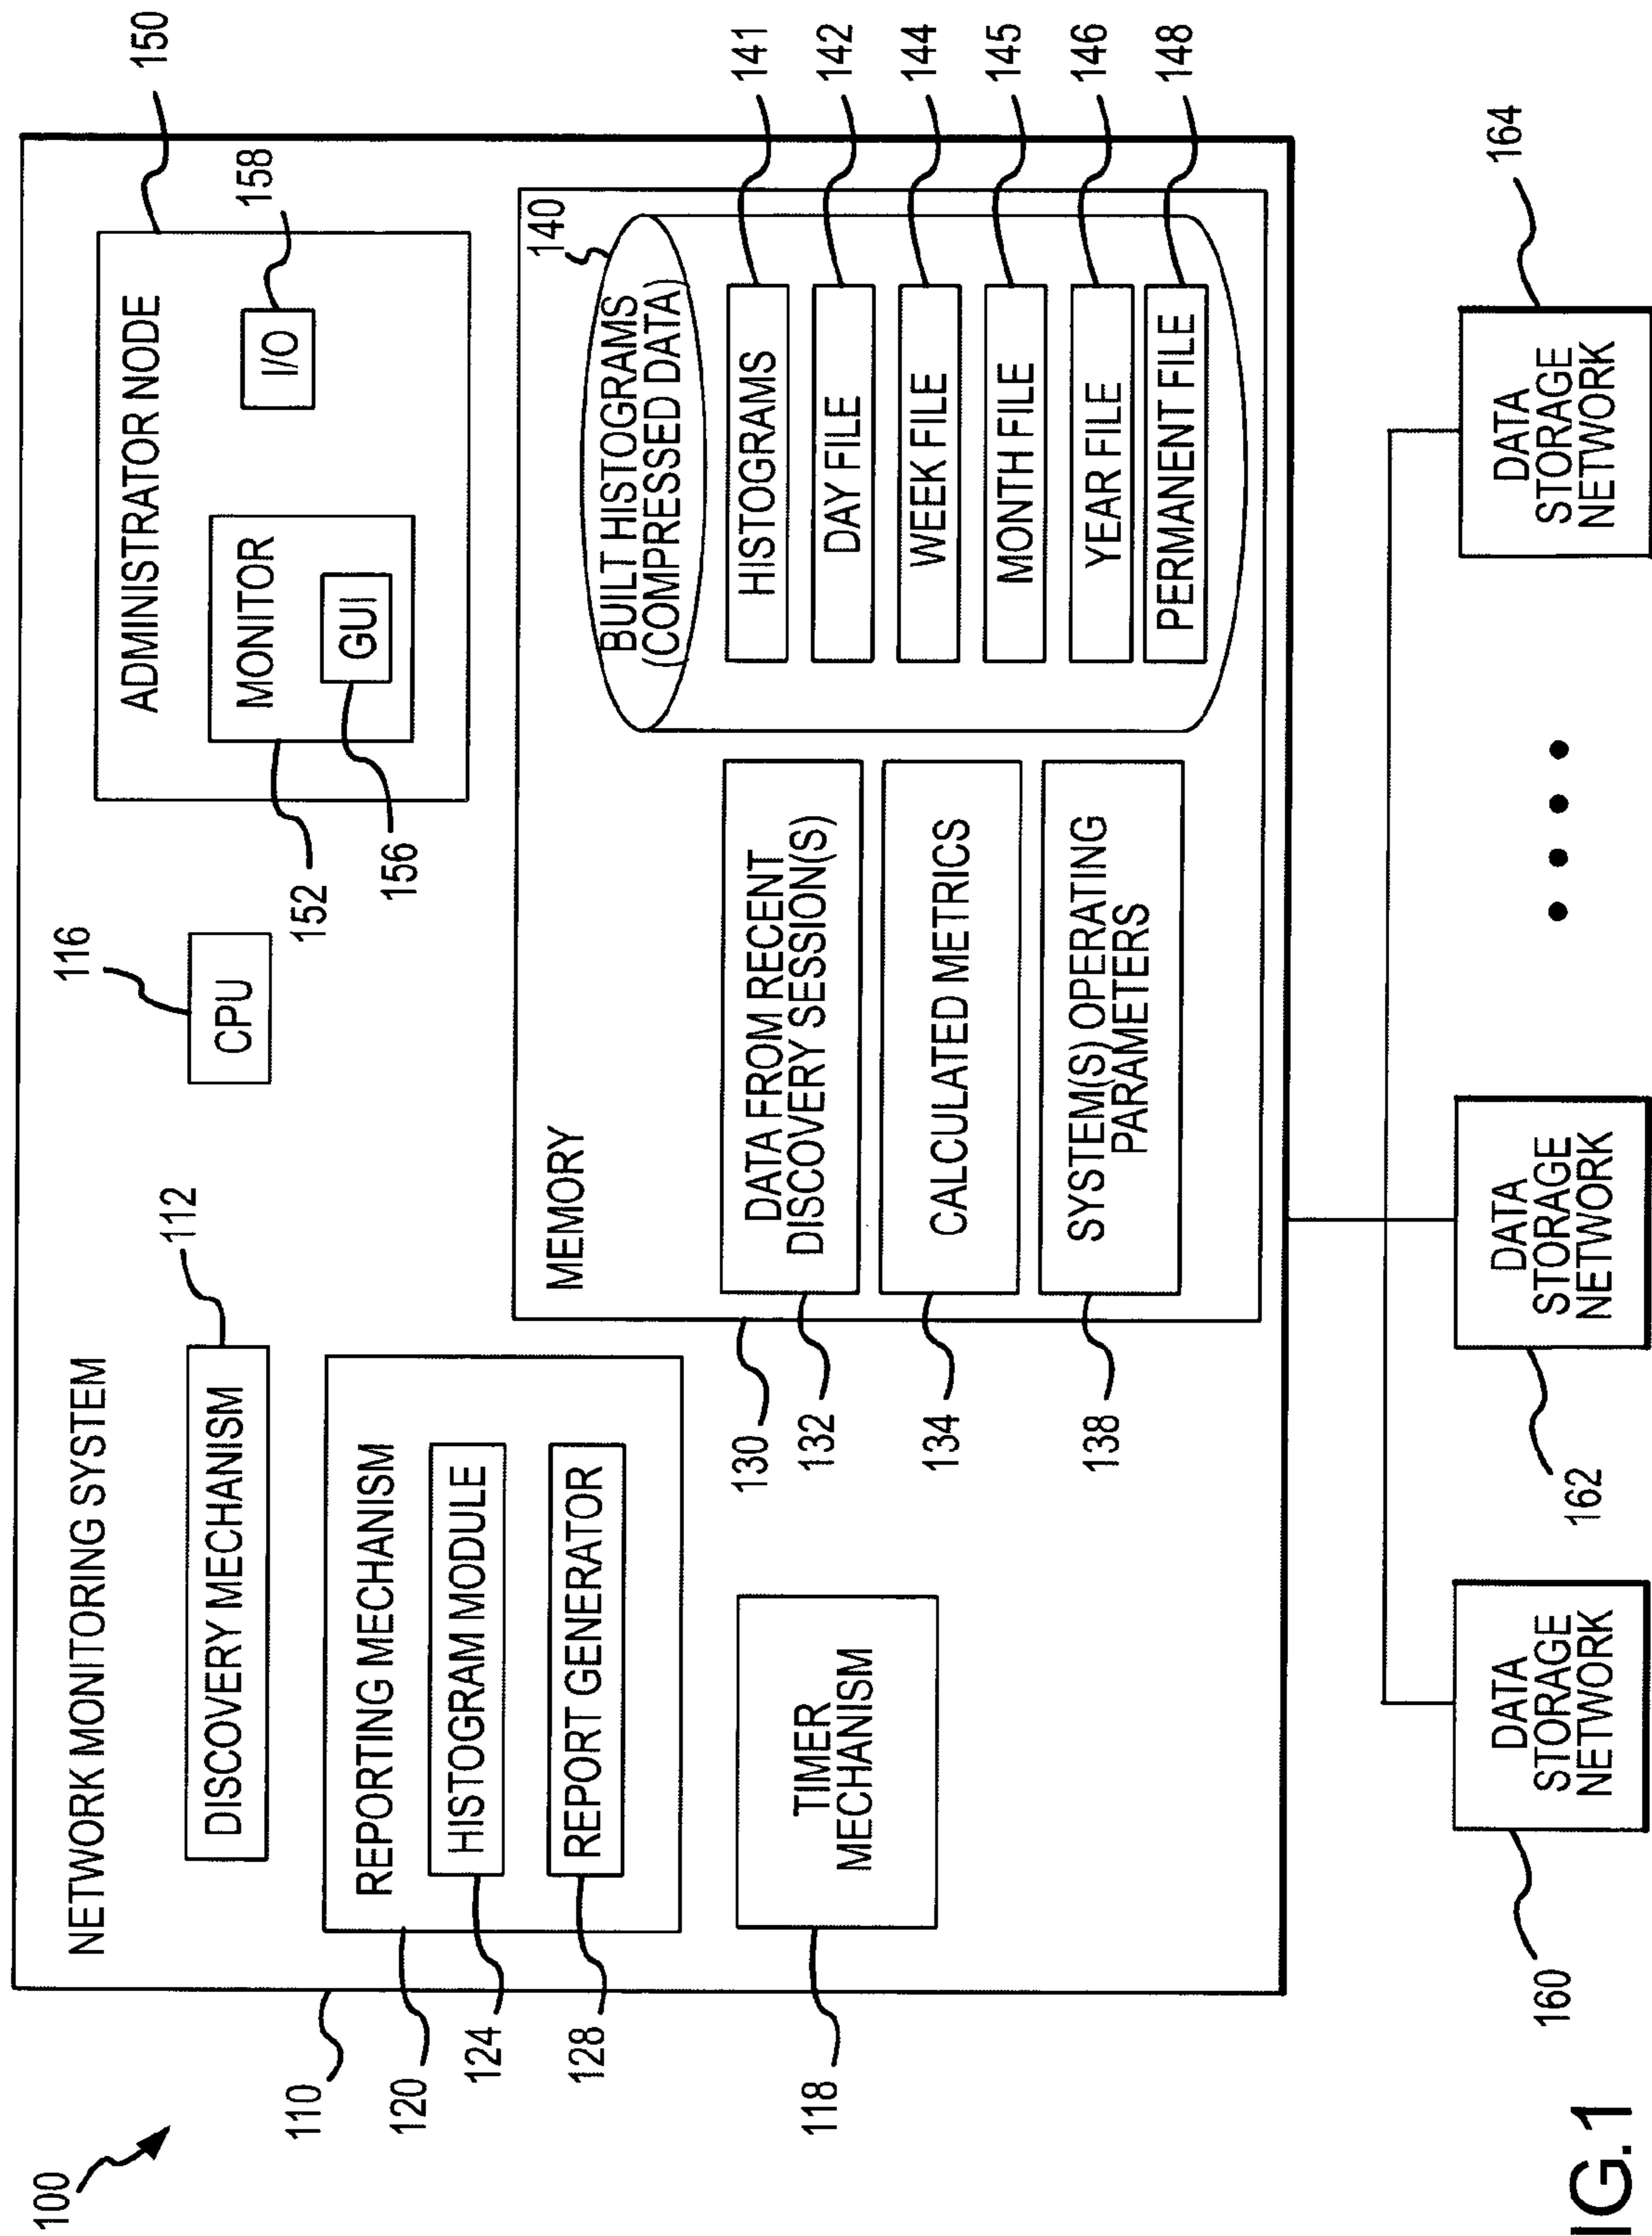 100
110
NETWORK MONITORING SYSTEM
DISCOVERY MECHANISM
112
CPU
116
ADMINISTRATOR NODE
150
MONITOR
GUI
152
156
I/O
158
REPORTING MECHANISM
HISTOGRAM MODULE
REPORT GENERATOR
120
124
128
TIMER
MECHANISM
118
MEMORY
130
DATA FROM RECENT
DISCOVERY SESSION(S)
132
CALCULATED METRICS
134
SYSTEM(S) OPERATING
PARAMETERS
138
BUILT HISTOGRAMS
(COMPRESSED DATA)
140
HISTOGRAMS
141
DAY FILE
142
WEEK FILE
144
MONTH FILE
145
YEAR FILE
146
PERMANENT FILE
148
DATA
STORAGE
NETWORK
160
DATA
STORAGE
NETWORK
162
DATA
STORAGE
NETWORK
164
IG.1